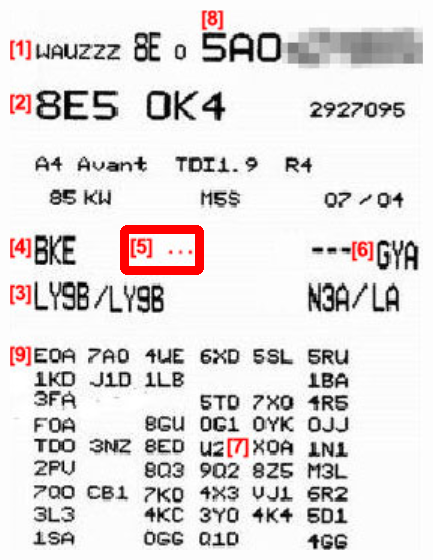 [8]
[1] WAUZZZ 8E 0 5A0
[2] 8E5 0K4 2927095
A4 Avant TDI1.9 R4
85 KW M5S 07/04
[4] BKE [5] ... ---[6] GYA
[3] LY9B/LY9B N3A/LA
[9] E0A 7A0 4UE 6XD 5SL 5RU
1KD J1D 1LB 1BA
3FA 5TD 7X0 4R5
F0A 8GU 0G1 0YK 0JJ
TD0 3NZ 8ED U2[7] X0A 1N1
2PU 8Q3 9Q2 8Z5 M3L
700 CB1 7K0 4X3 VJ1 6R2
3L3 4KC 3Y0 4K4 5D1
1SA 0GG Q1D 4GG